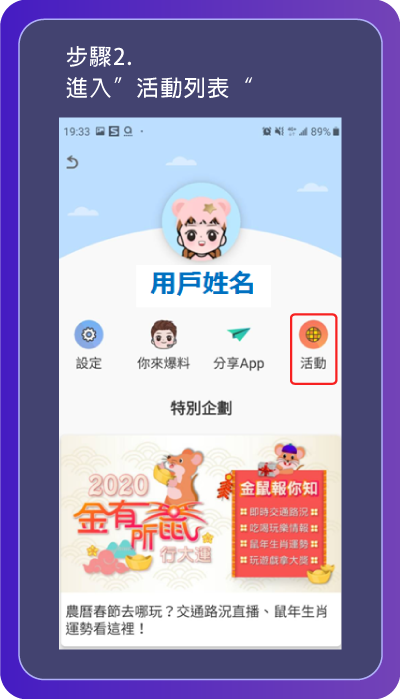 步驟2.
進入”活動列表“
19:33
89%
用戶姓名
設定
你來爆料
分享App
活動
特別企劃
2020
金有所鼠
行大運
金鼠報你知
即時交通路況
吃喝玩樂情報
鼠年生肖運勢
玩遊戲拿大獎
農曆春節去哪玩？交通路況直播、鼠年生肖
運勢看這裡！